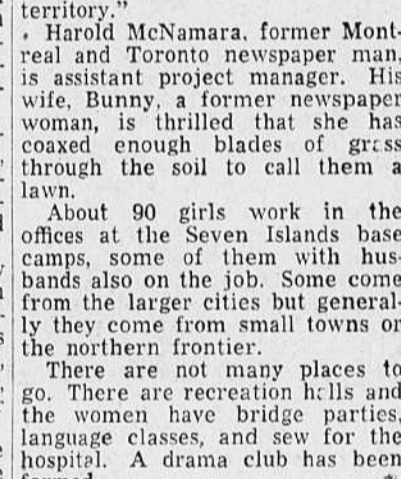 territory."
Harold McNamara, former Mont-
real and Toronto newspaper man,
is assistant project manager. His
wife, Bunny, a former newspaper
woman, is thrilled that she has
coaxed enough blades of grass
through the soil to call them a
lawn.
About 90 girls work in the
offices at the Seven Islands base
camps, some of them with hus-
bands also on the job. Some come
from the larger cities but general-
ly they come from small towns or
the northern frontier.
There are not many places to
go. There are recreation halls and
the women have bridge parties,
language classes, and sew for the
hospital. A drama club has been